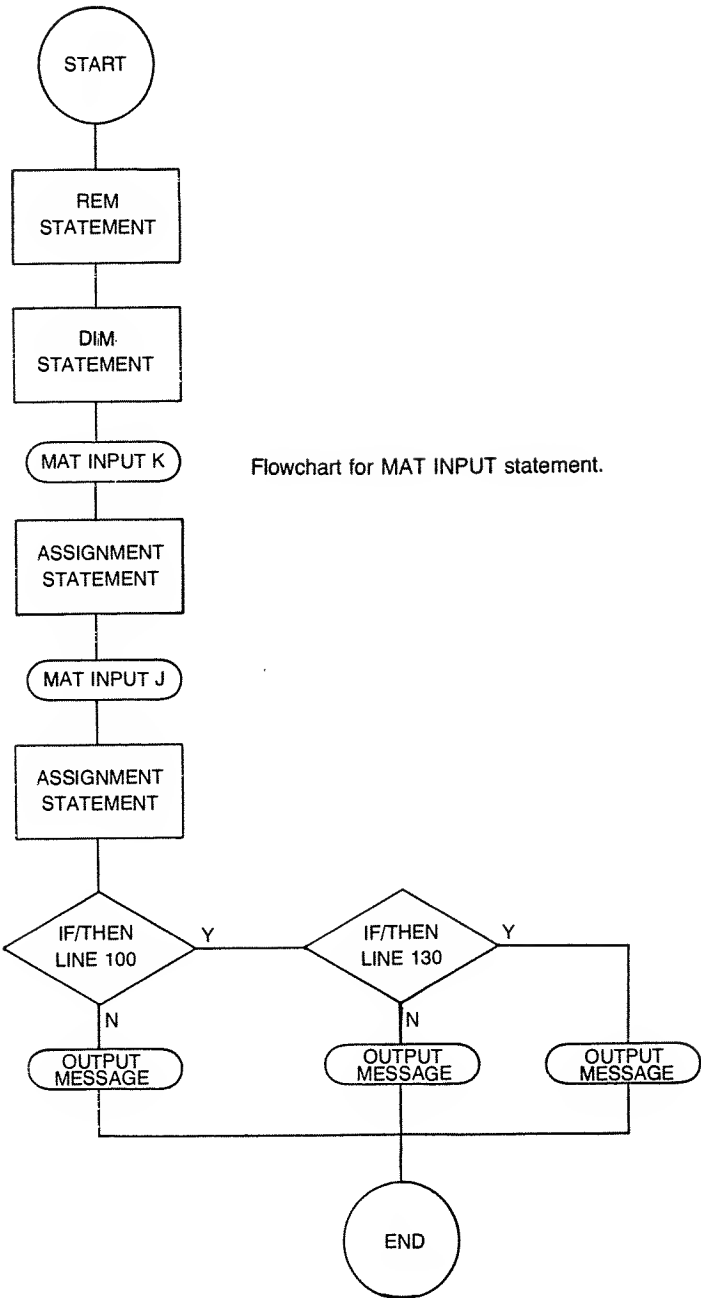 START
REM
STATEMENT
DIM
STATEMENT
MAT INPUT K
Flowchart for MAT INPUT statement.
ASSIGNMENT
STATEMENT
MAT INPUT J
ASSIGNMENT
STATEMENT
IF/THEN
LINE 100
Y
N
IF/THEN
LINE 130
Y
N
OUTPUT
MESSAGE
OUTPUT
MESSAGE
OUTPUT
MESSAGE
END